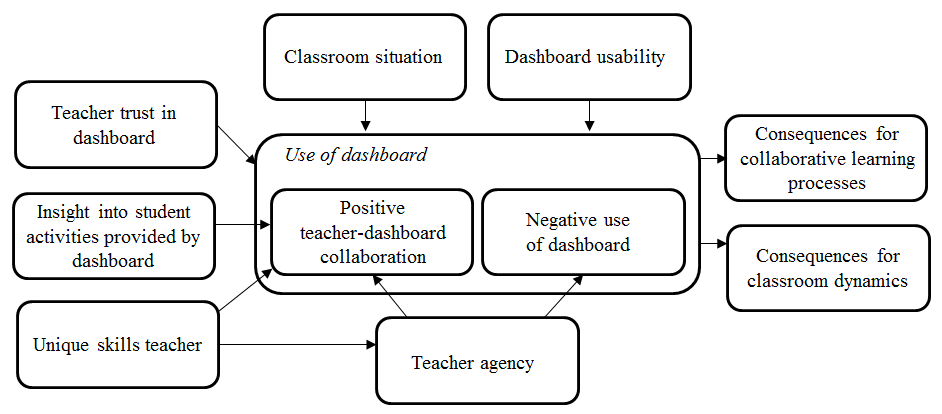 Classroom situation
Dashboard usability
Teacher trust in
dashboard
Use of dashboard
Consequences for
collaborative learning
processes
Insight into student
activities provided by
dashboard
Positive
teacher-dashboard
collaboration
Negative use
of dashboard
Consequences for
classroom dynamics
Unique skills teacher
Teacher agency